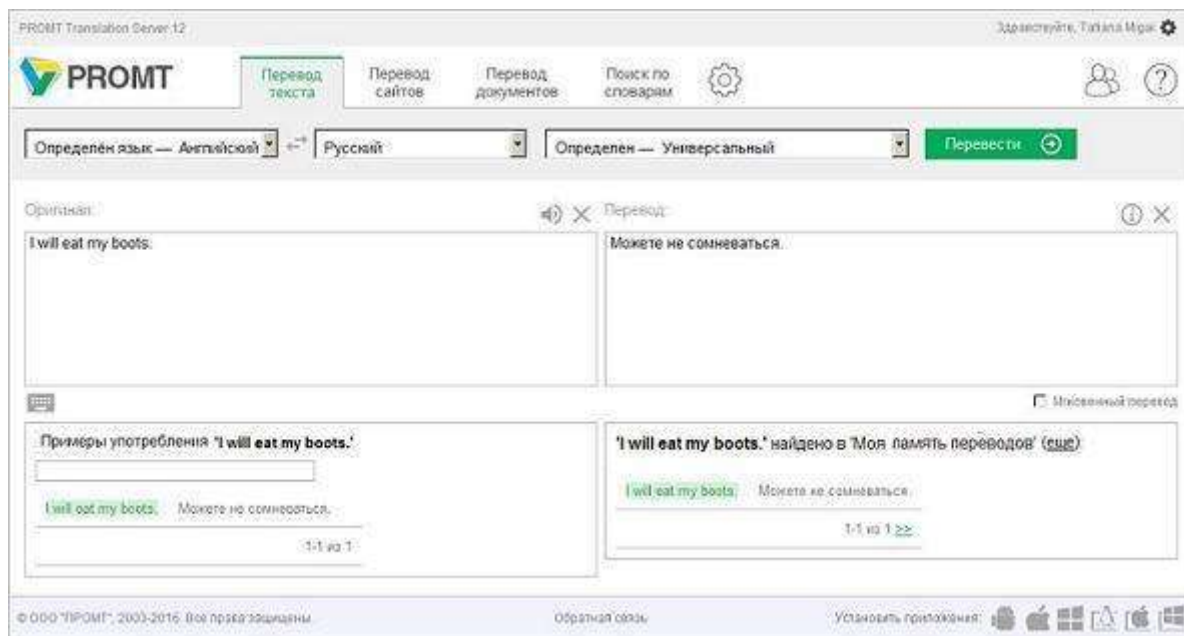 PROMT Translation Server 12
Здравствуйте, Tatiana
PROMT
Перевод текста
Перевод сайтов
Перевод документов
Поиск по словарям
Определён язык — Английский
Русский
Определен — Универсальный
Перевести
Оригинал:
Перевод:
I will eat my boots.
Можете не сомневаться.
Мгновенный перевод
Примеры употребления "I will eat my boots."
I will eat my boots. Можете не сомневаться.
1-1 из 1
"I will eat my boots." найдено в 'Моя память переводов' (еще)
I will eat my boots. Можете не сомневаться.
1-1 из 1 >>
© ООО "ПРОМТ", 2003-2016. Все права защищены.
Обратная связь
Установить приложения: